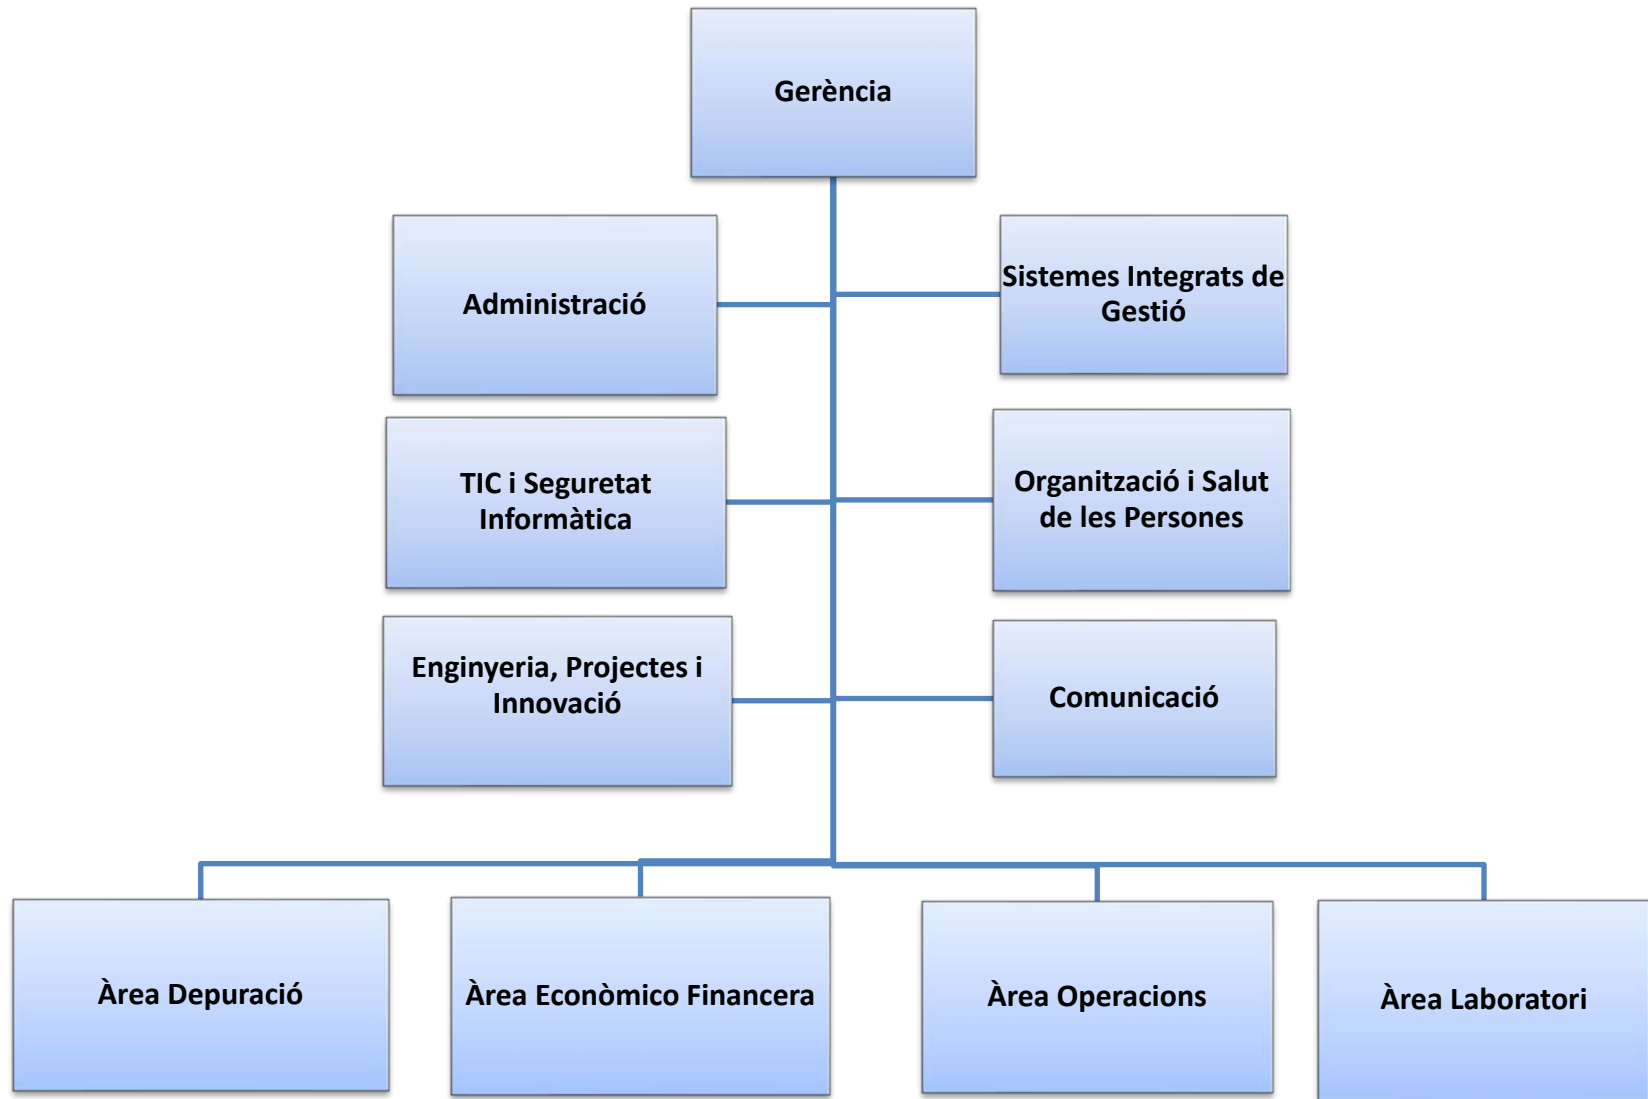 Gerència
Administració
Sistemes Integrats de
Gestió
TIC i Seguretat
Informàtica
Organització i Salut
de les Persones
Enginyeria, Projectes i
Innovació
Comunicació
Àrea Depuració
Àrea Econòmico Financera
Àrea Operacions
Àrea Laboratori